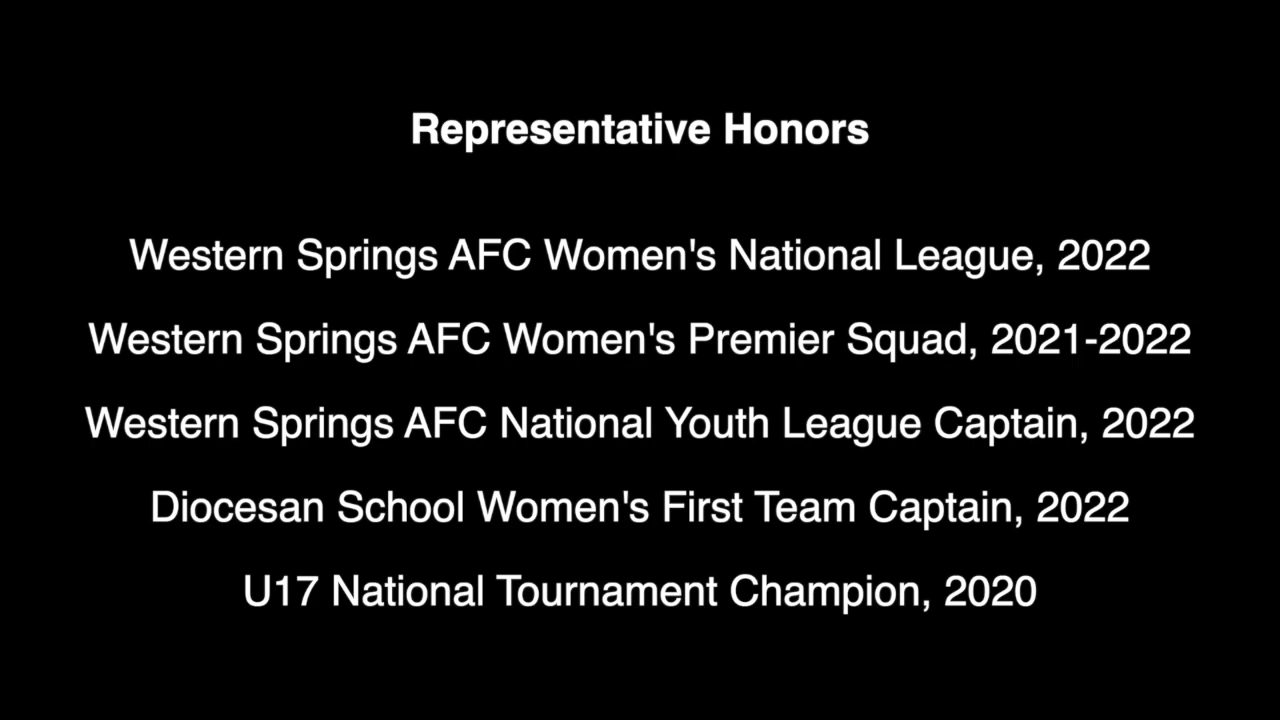 Representative Honors
Western Springs AFC Women's National League, 2022
Western Springs AFC Women's Premier Squad, 2021-2022
Western Springs AFC National Youth League Captain, 2022
Diocesan School Women's First Team Captain, 2022
U17 National Tournament Champion, 2020